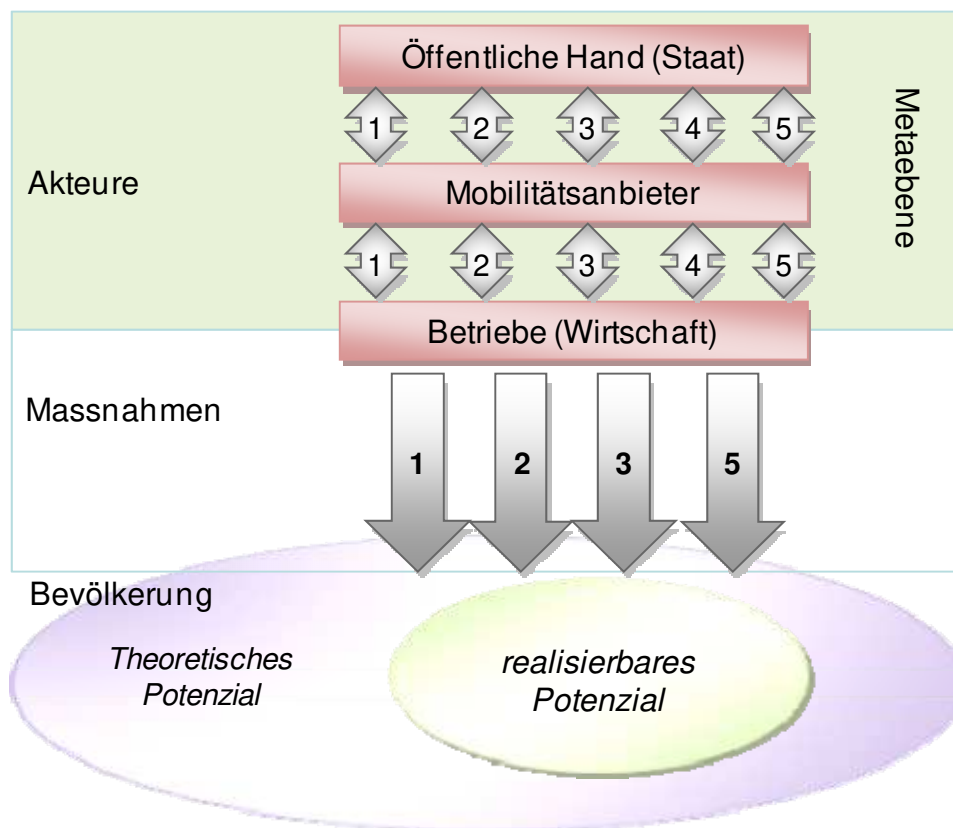 Öffentliche Hand (Staat)
1 2 3 4 5
Metaebene
Akteure
Mobilitätsanbieter
1 2 3 4 5
Betriebe (Wirtschaft)
Massnahmen
1 2 3 5
Bevölkerung
Theoretisches
Potenzial
realisierbares
Potenzial